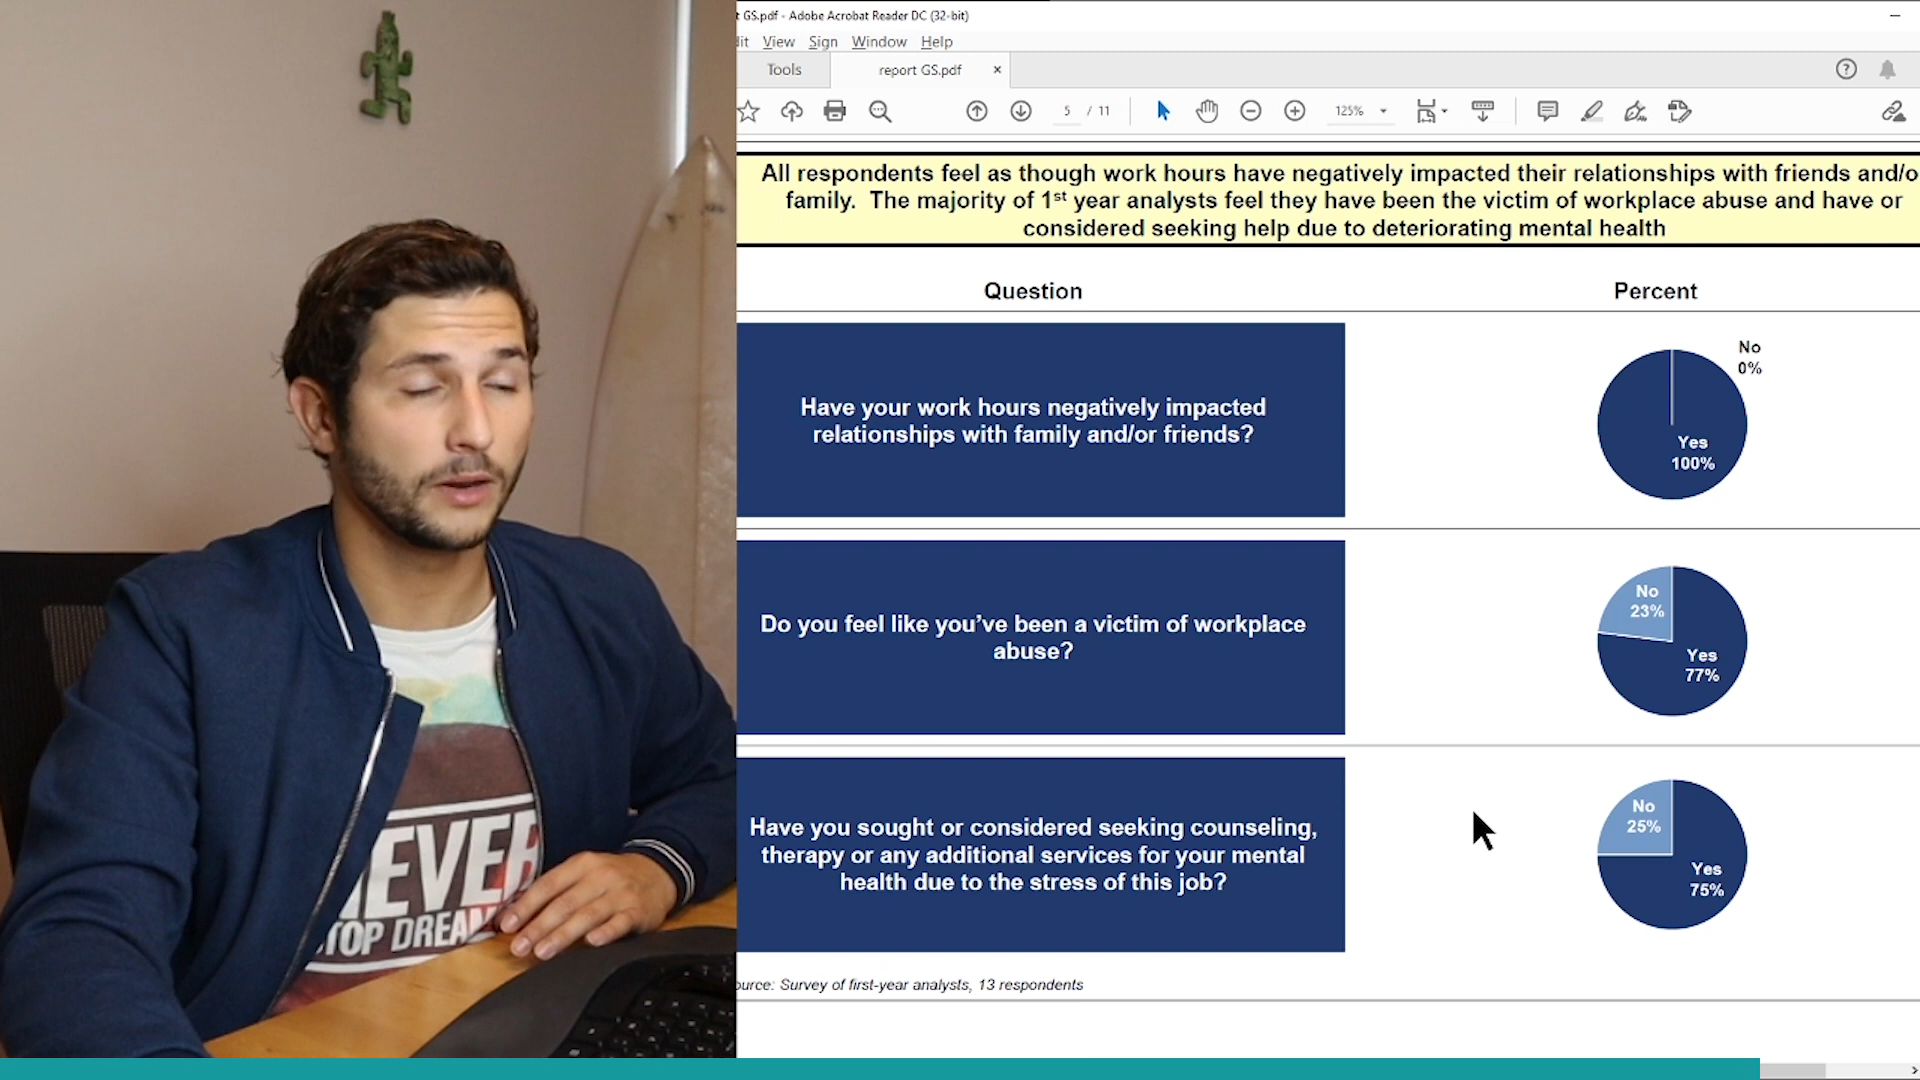 t GS.pdf - Adobe Acrobat Reader DC (32-bit)
dit View Sign Window Help
Tools
report GS.pdf
5 / 11
125%
All respondents feel as though work hours have negatively impacted their relationships with friends and/o
family. The majority of 1st year analysts feel they have been the victim of workplace abuse and have or
considered seeking help due to deteriorating mental health
Question
Percent
Have your work hours negatively impacted
relationships with family and/or friends?
No
0%
Yes
100%
Do you feel like you've been a victim of workplace
abuse?
No
23%
Yes
77%
Have you sought or considered seeking counseling,
therapy or any additional services for your mental
health due to the stress of this job?
No
25%
Yes
75%
ource: Survey of first-year analysts, 13 respondents
NEVER
STOP DREAM